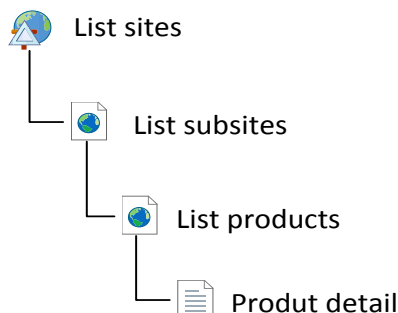 List sites
List subsites
List products
Produt detail